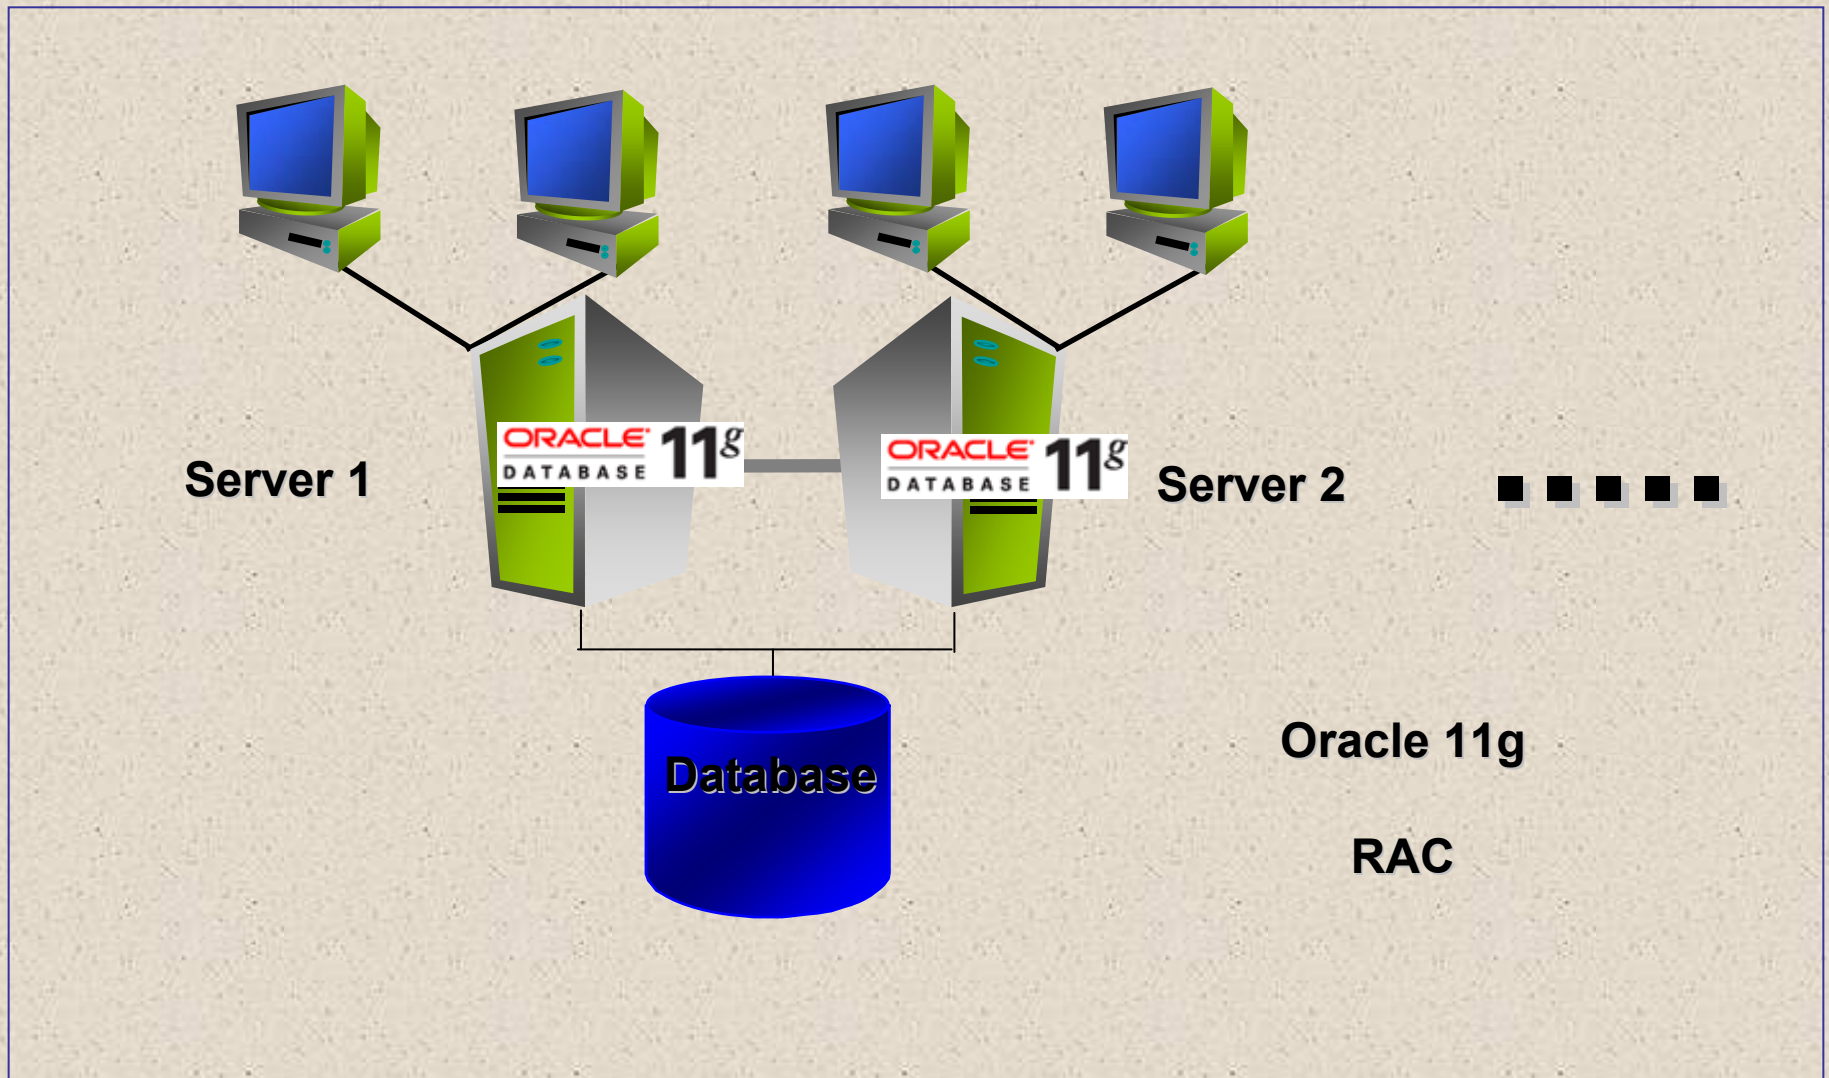 ORACLE 11g
DATABASE
ORACLE 11g
DATABASE
Server 1
Server 2 .....
Database
Oracle 11g
RAC